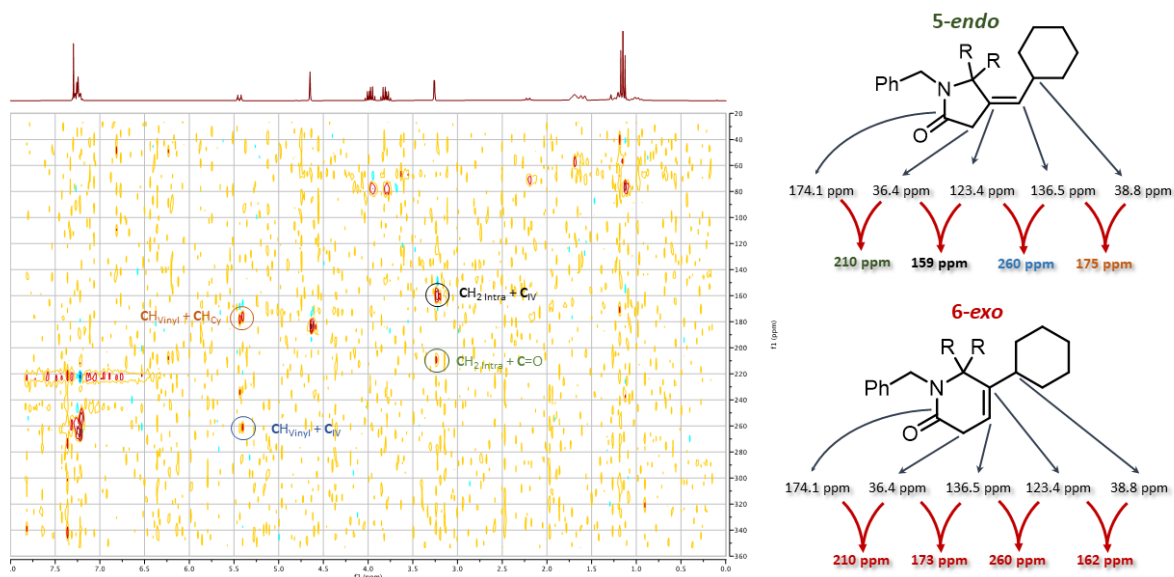 5-endo
R
R
Ph
N
O
174.1 ppm 36.4 ppm 123.4 ppm 136.5 ppm 38.8 ppm
210 ppm 159 ppm 260 ppm 175 ppm
6-exo
R
R
Ph
N
O
174.1 ppm 36.4 ppm 136.5 ppm 123.4 ppm 38.8 ppm
210 ppm 173 ppm 260 ppm 162 ppm
CH2 Intra + CIV
CHVinyl + CHCy
CH2 Intra + C=O
CHVinyl + CIV
20
40
60
80
100
120
140
160
180
200
220
240
260
280
300
320
340
360
f1 (ppm)
7.5 7.0 6.5 6.0 5.5 5.0 4.5 4.0 3.5 3.0 2.5 2.0 1.5 1.0 0.5 0.0